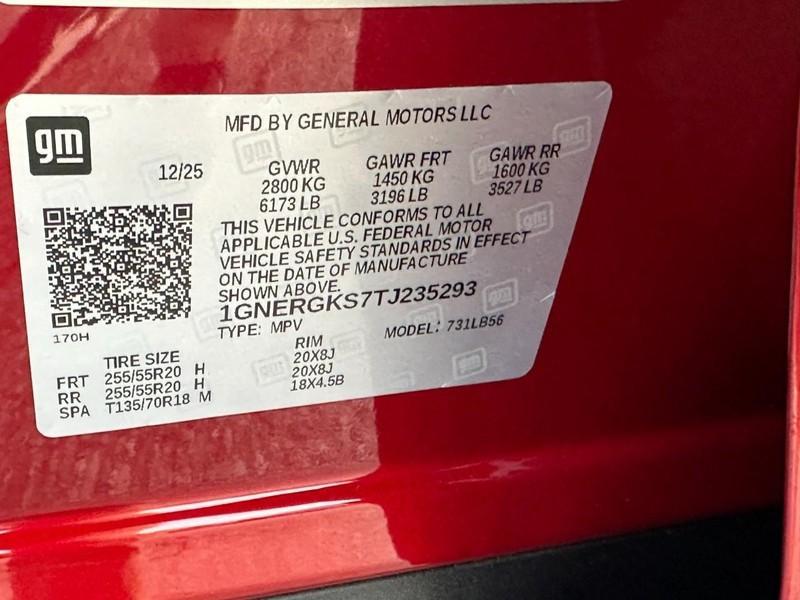 gm
MFD BY GENERAL MOTORS LLC
12/25 GVWR GAWR FRT GAWR RR
2800 KG 1450 KG 1600 KG
6173 LB 3196 LB 3527 LB
THIS VEHICLE CONFORMS TO ALL
APPLICABLE U.S. FEDERAL MOTOR
VEHICLE SAFETY STANDARDS IN EFFECT
ON THE DATE OF MANUFACTURE
SHOWN ABOVE.
1GNERGKS7TJ235293
170H TYPE: MPV MODEL: 731LB56
TIRE SIZE RIM
FRT 255/55R20 H 20X8J
RR 255/55R20 H 20X8J
SPA T135/70R18 M 18X4.5B